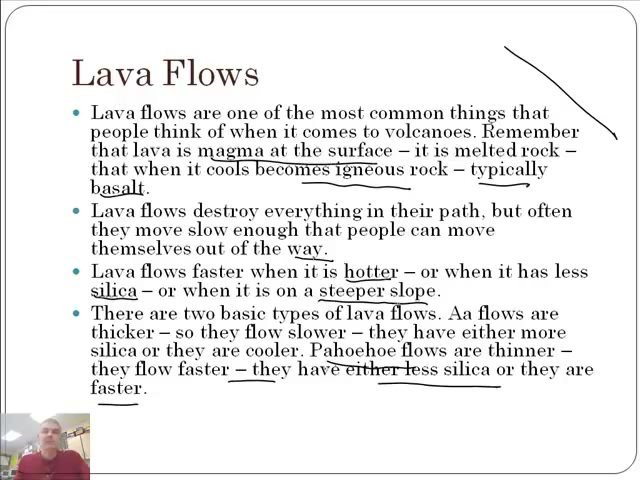 Lava Flows
Lava flows are one of the most common things that
people think of when it comes to volcanoes. Remember
that lava is magma at the surface – it is melted rock –
that when it cools becomes igneous rock – typically
basalt.
Lava flows destroy everything in their path, but often
they move slow enough that people can move
themselves out of the way.
Lava flows faster when it is hotter – or when it has less
silica – or when it is on a steeper slope.
There are two basic types of lava flows. Aa flows are
thicker – so they flow slower – they have either more
silica or they are cooler. Pahoehoe flows are thinner –
they flow faster – they have either less silica or they are
faster.